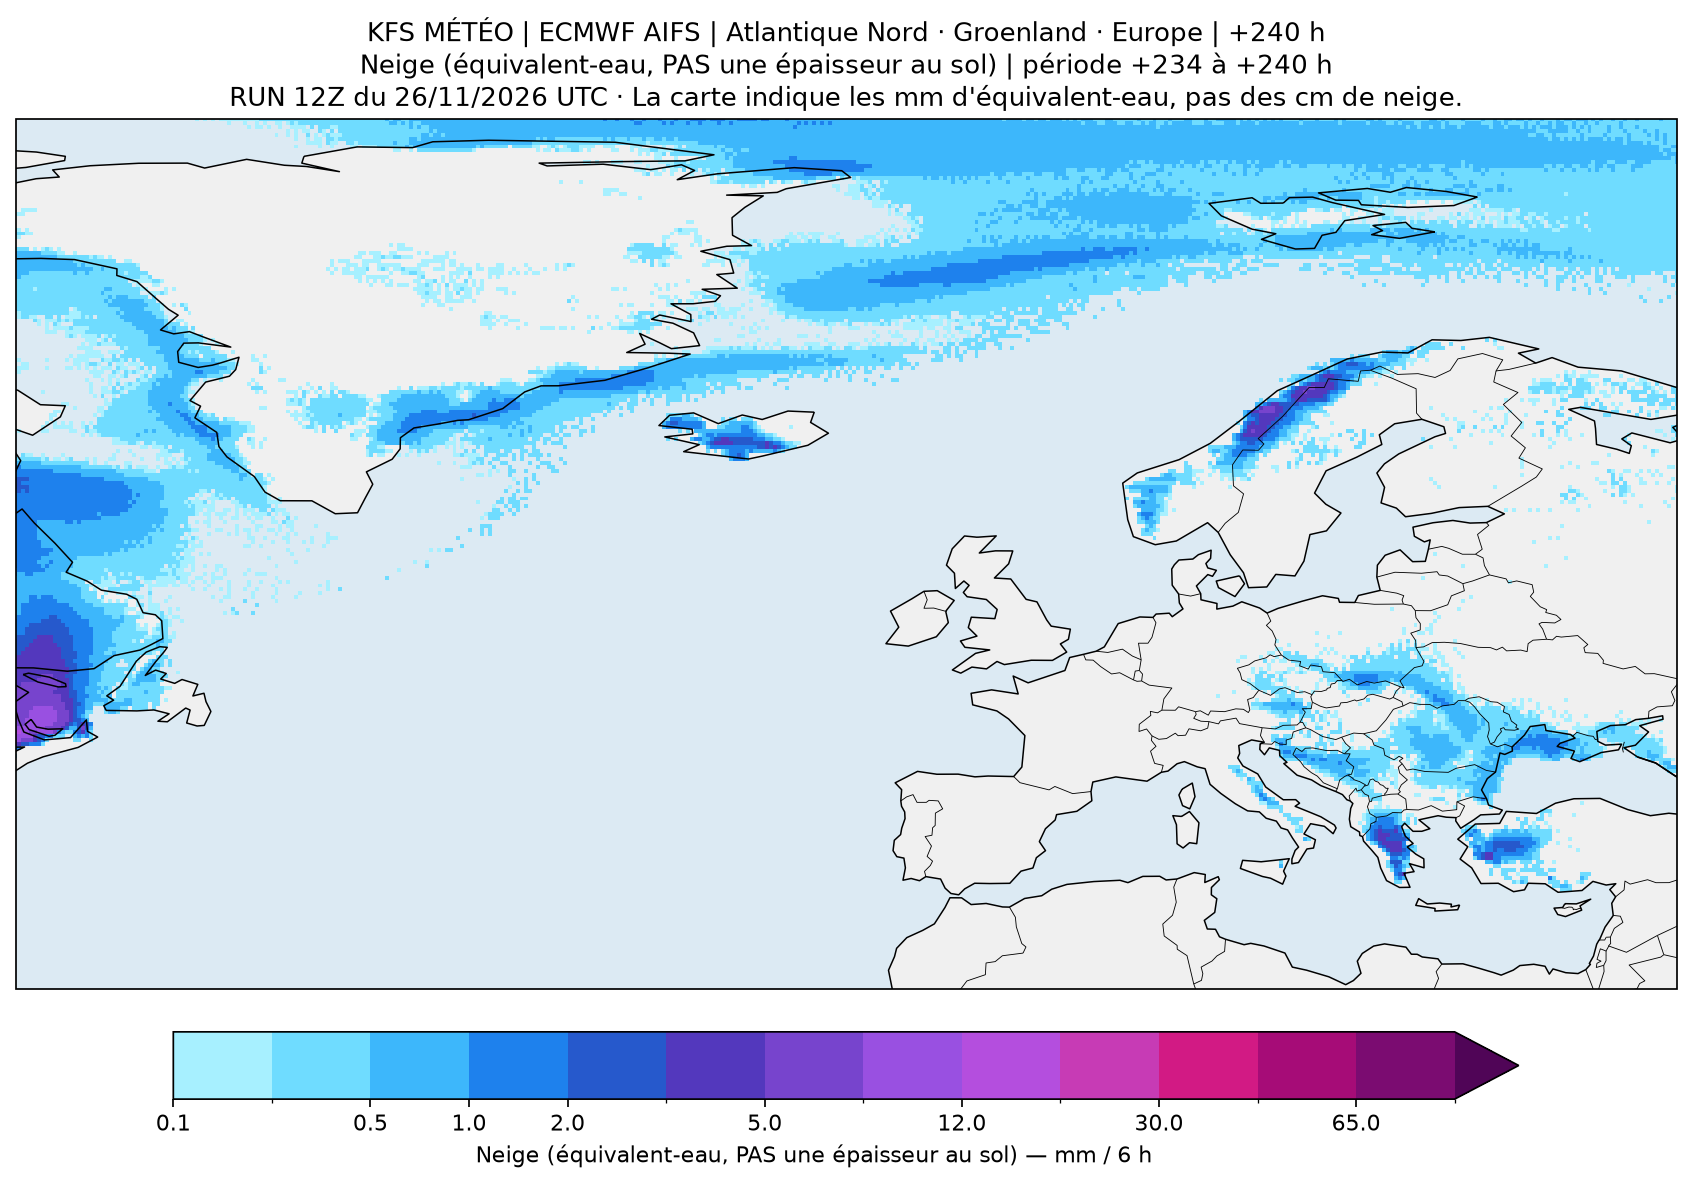 KFS MÉTÉO | ECMWF AIFS | Atlantique Nord · Groenland · Europe | +240 h
Neige (équivalent-eau, PAS une épaisseur au sol) | période +234 à +240 h
RUN 12Z du 26/11/2026 UTC · La carte indique les mm d'équivalent-eau, pas des cm de neige.
0.1 0.5 1.0 2.0 5.0 12.0 30.0 65.0
Neige (équivalent-eau, PAS une épaisseur au sol) — mm / 6 h